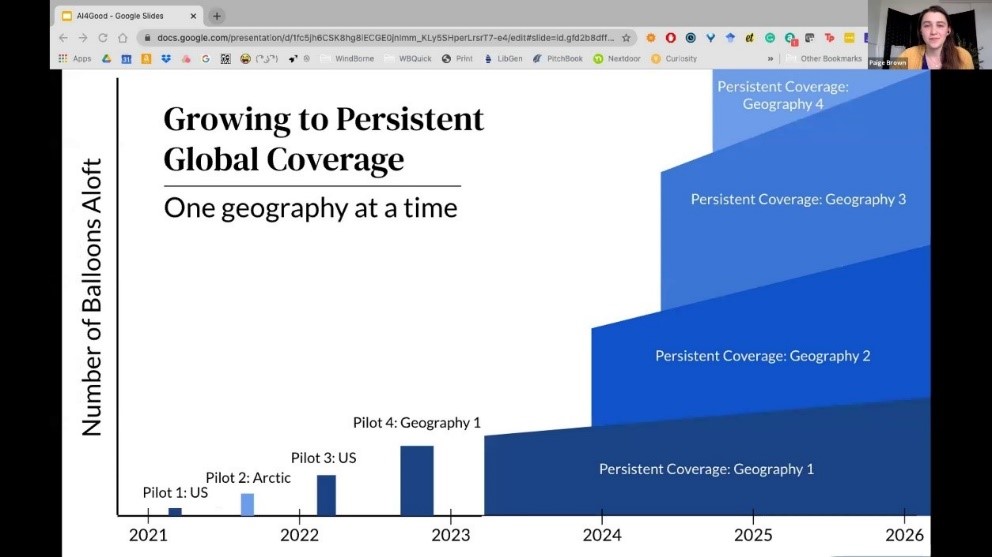 AI4Good - Google Slides
docs.google.com/presentation/d/1fc5jh6CSK8hg8IECGE0jnImm_KLy5SHperLrsrT7-e4/edit#slide=id.gfd2b8dff...
Apps
WindBorne
WBQuick
Print
LibGen
PitchBook
Nextdoor
Curiosity
»
Other Bookmarks
Paige Brown
Growing to Persistent
Global Coverage
One geography at a time
Number of Balloons Aloft
Persistent Coverage:
Geography 4
Persistent Coverage: Geography 3
Persistent Coverage: Geography 2
Pilot 4: Geography 1
Pilot 3: US
Pilot 2: Arctic
Pilot 1: US
Persistent Coverage: Geography 1
2021
2022
2023
2024
2025
2026